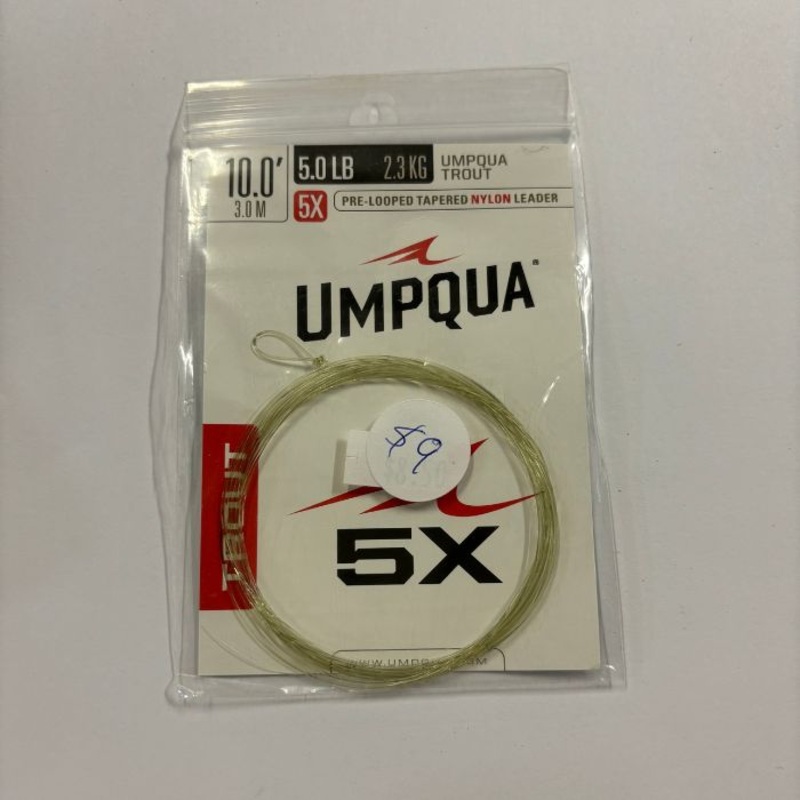 10.0'
3.0 M
5.0 LB 2.3 KG
UMPQUA
TROUT
5X
PRE-LOOPED TAPERED NYLON LEADER
UMPQUA®
$9
TROUT
5X